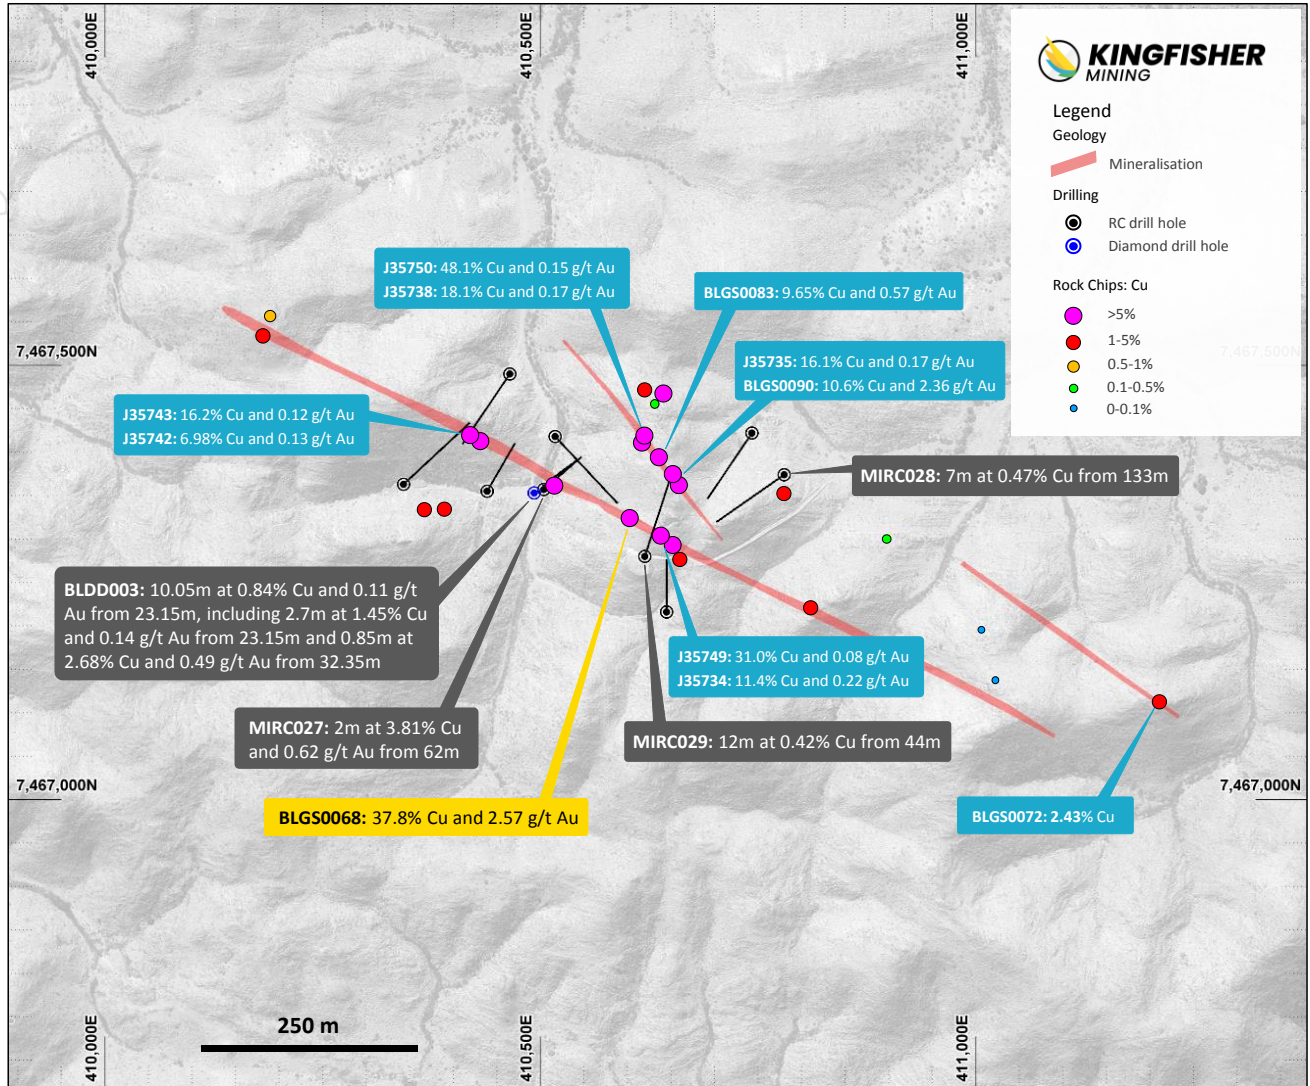 410,000E
410,500E
411,000E
KINGFISHER
MINING
Legend
Geology
Mineralisation
Drilling
RC drill hole
Diamond drill hole
Rock Chips: Cu
>5%
1-5%
0.5-1%
0.1-0.5%
0-0.1%
J35750: 48.1% Cu and 0.15 g/t Au
J35738: 18.1% Cu and 0.17 g/t Au
BLGS0083: 9.65% Cu and 0.57 g/t Au
7,467,500N
7,467,500N
J35735: 16.1% Cu and 0.17 g/t Au
BLGS0090: 10.6% Cu and 2.36 g/t Au
J35743: 16.2% Cu and 0.12 g/t Au
J35742: 6.98% Cu and 0.13 g/t Au
MIRC028: 7m at 0.47% Cu from 133m
BLDD003: 10.05m at 0.84% Cu and 0.11 g/t
Au from 23.15m, including 2.7m at 1.45% Cu
and 0.14 g/t Au from 23.15m and 0.85m at
2.68% Cu and 0.49 g/t Au from 32.35m
J35749: 31.0% Cu and 0.08 g/t Au
J35734: 11.4% Cu and 0.22 g/t Au
MIRC027: 2m at 3.81% Cu
and 0.62 g/t Au from 62m
MIRC029: 12m at 0.42% Cu from 44m
7,467,000N
7,467,000N
BLGS0068: 37.8% Cu and 2.57 g/t Au
BLGS0072: 2.43% Cu
250 m
410,000E
410,500E
411,000E